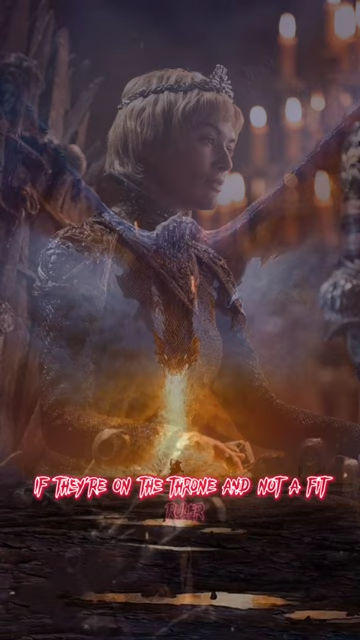 IF THEY'RE ON THE THRONE AND NOT A FIT
RULER